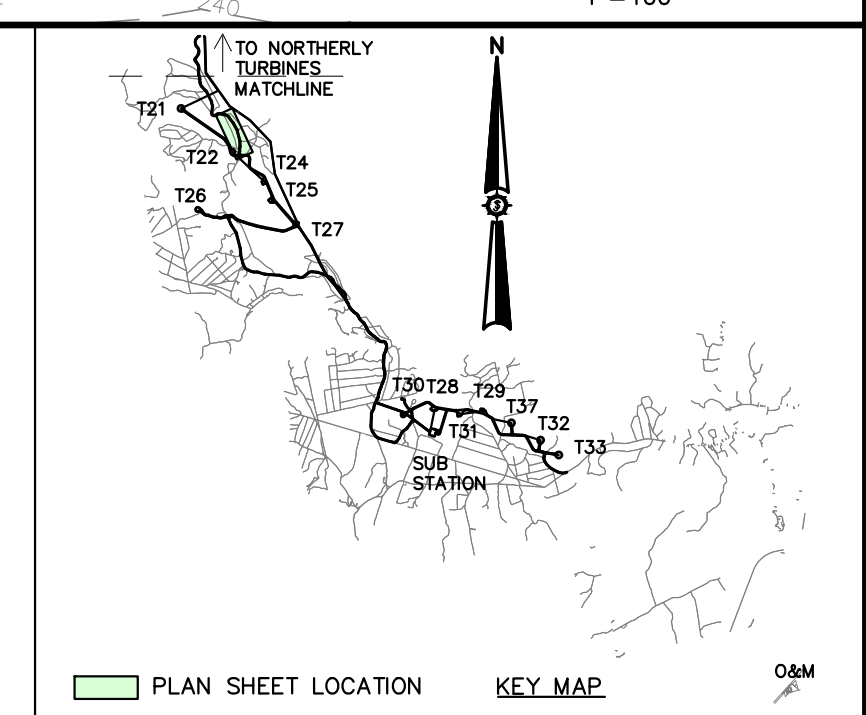 240
TO NORTHERLY
TURBINES
MATCHLINE
N
T21
T22
T24
T25
T26
T27
T30 T28
T29
T37
T31
T32
T33
SUB
STATION
PLAN SHEET LOCATION
KEY MAP
O&M